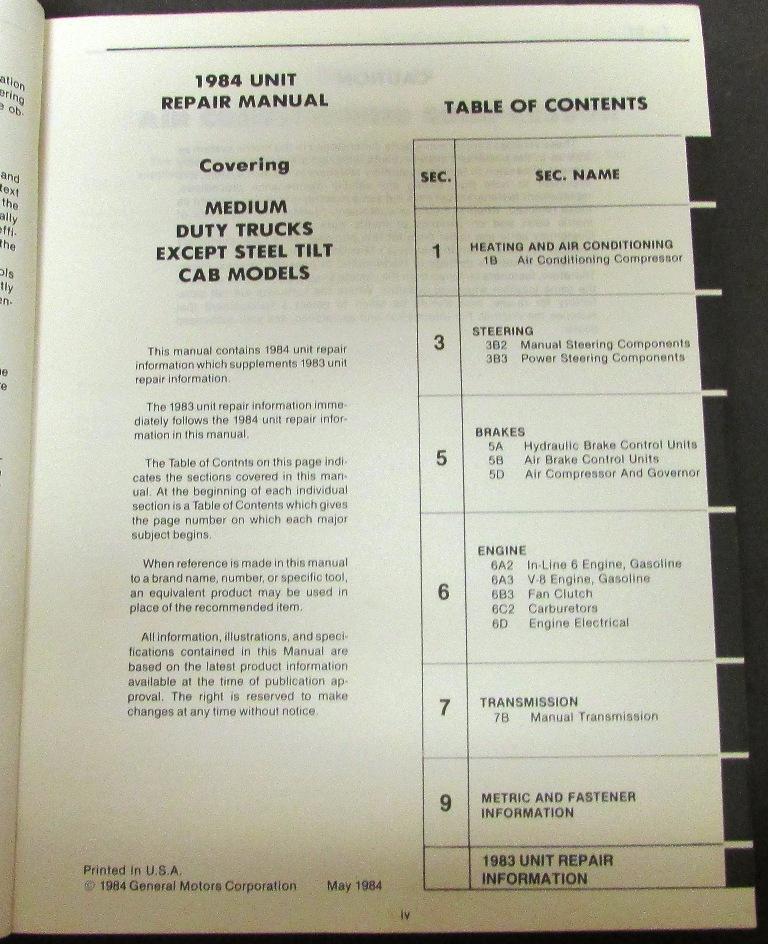 ation
ering
e ob-
and
text
the
ally
effi-
the
ols
tly
en-
1984 UNIT
REPAIR MANUAL
Covering
MEDIUM
DUTY TRUCKS
EXCEPT STEEL TILT
CAB MODELS
This manual contains 1984 unit repair
information which supplements 1983 unit
repair information.
The 1983 unit repair information imme-
diately follows the 1984 unit repair infor-
mation in this manual.
The Table of Contnts on this page indi-
cates the sections covered in this man-
ual. At the beginning of each individual
section is a Table of Contents which gives
the page number on which each major
subject begins.
When reference is made in this manual
to a brand name, number, or specific tool,
an equivalent product may be used in
place of the recommended item.
All information, illustrations, and speci-
fications contained in this Manual are
based on the latest product information
available at the time of publication ap-
proval. The right is reserved to make
changes at any time without notice.
Printed in U.S.A.
© 1984 General Motors Corporation May 1984
TABLE OF CONTENTS
SEC. SEC. NAME
1 HEATING AND AIR CONDITIONING
1B Air Conditioning Compressor
3 STEERING
3B2 Manual Steering Components
3B3 Power Steering Components
5 BRAKES
5A Hydraulic Brake Control Units
5B Air Brake Control Units
5D Air Compressor And Governor
6 ENGINE
6A2 In-Line 6 Engine, Gasoline
6A3 V-8 Engine, Gasoline
6B3 Fan Clutch
6C2 Carburetors
6D Engine Electrical
7 TRANSMISSION
7B Manual Transmission
9 METRIC AND FASTENER
INFORMATION
1983 UNIT REPAIR
INFORMATION
iv